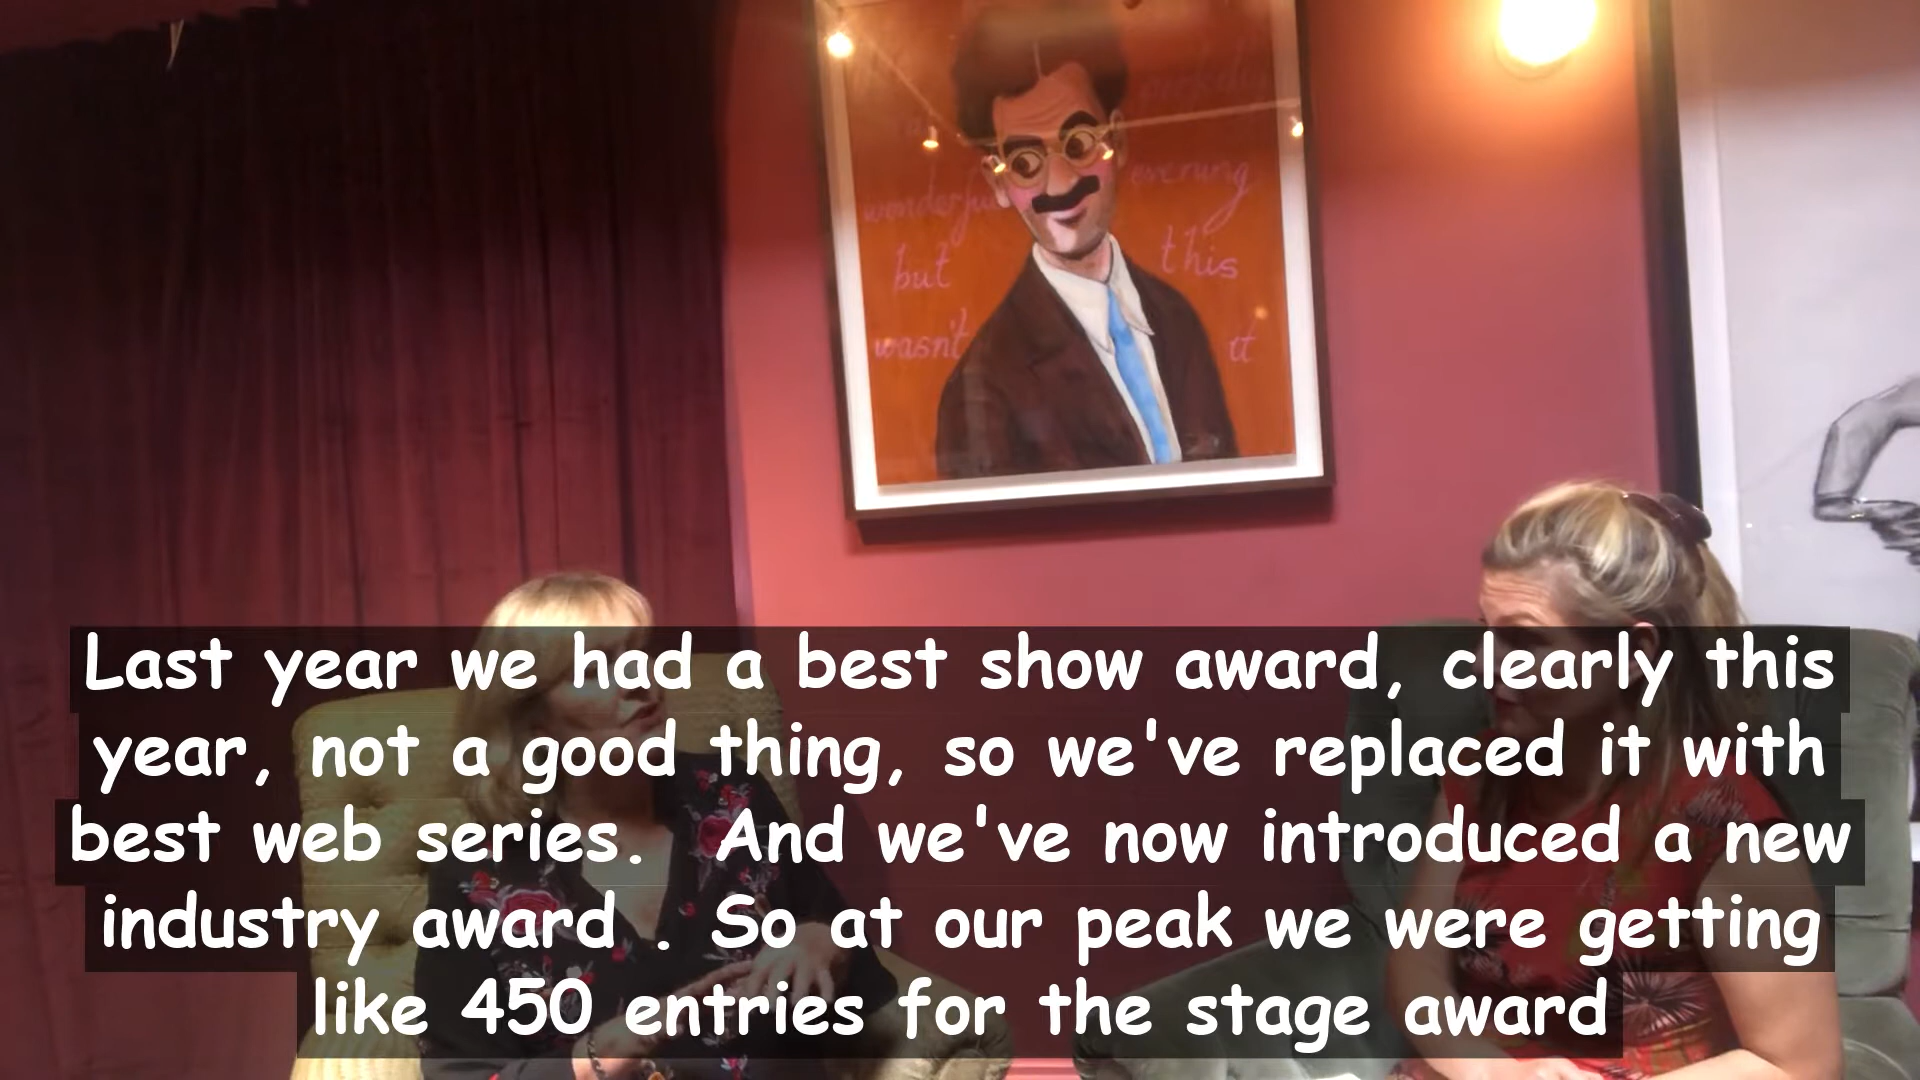 wonderful evening
but this
wasn't it
Last year we had a best show award, clearly this
year, not a good thing, so we've replaced it with
best web series. And we've now introduced a new
industry award . So at our peak we were getting
like 450 entries for the stage award